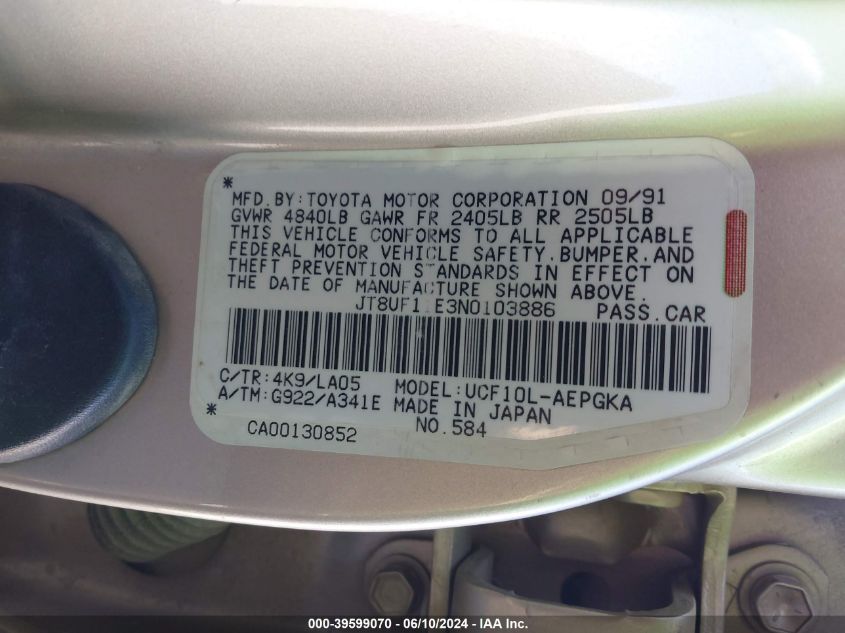 *
MFD.BY:TOYOTA MOTOR CORPORATION 09/91
GVWR 4840LB GAWR FR 2405LB RR 2505LB
THIS VEHICLE CONFORMS TO ALL APPLICABLE
FEDERAL MOTOR VEHICLE SAFETY,BUMPER,AND
THEFT PREVENTION STANDARDS IN EFFECT ON
THE DATE OF MANUFACTURE SHOWN ABOVE.
PASS.CAR
C/TR:4K9/LA05 MODEL:UCF10L-AEPGKA
A/TM:G922/A341E MADE IN JAPAN
* CA00130852 NO.584
000-39599070 - 06/10/2024 - IAA, Inc.